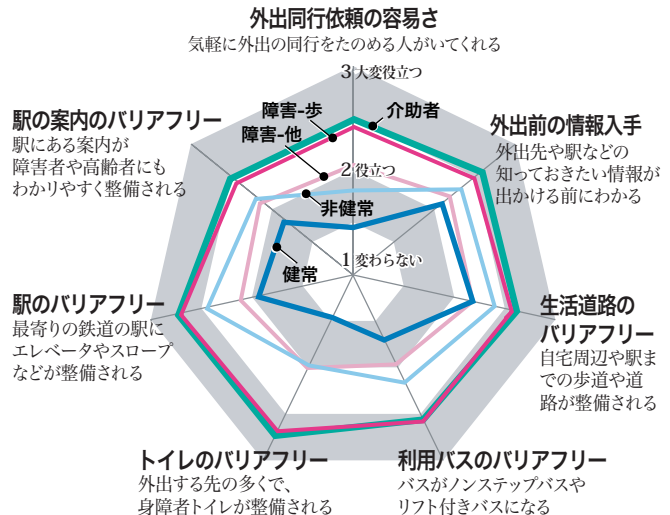 外出同行依頼の容易さ
気軽に外出の同行をたのめる人がいてくれる
3 大変役立つ
障害-歩
介助者
障害-他
2 役立つ
非健常
1 変わらない
健常
駅の案内のバリアフリー
駅にある案内が
障害者や高齢者にも
わかりやすく整備される
外出前の情報入手
外出先や駅などの
知っておきたい情報が
出かける前にわかる
駅のバリアフリー
最寄りの鉄道の駅に
エレベータやスロープ
などが整備される
生活道路の
バリアフリー
自宅周辺や駅ま
での歩道や道
路が整備される
トイレのバリアフリー
外出する先の多くで、
身障者トイレが整備される
利用バスのバリアフリー
バスがノンステップバスや
リフト付きバスになる